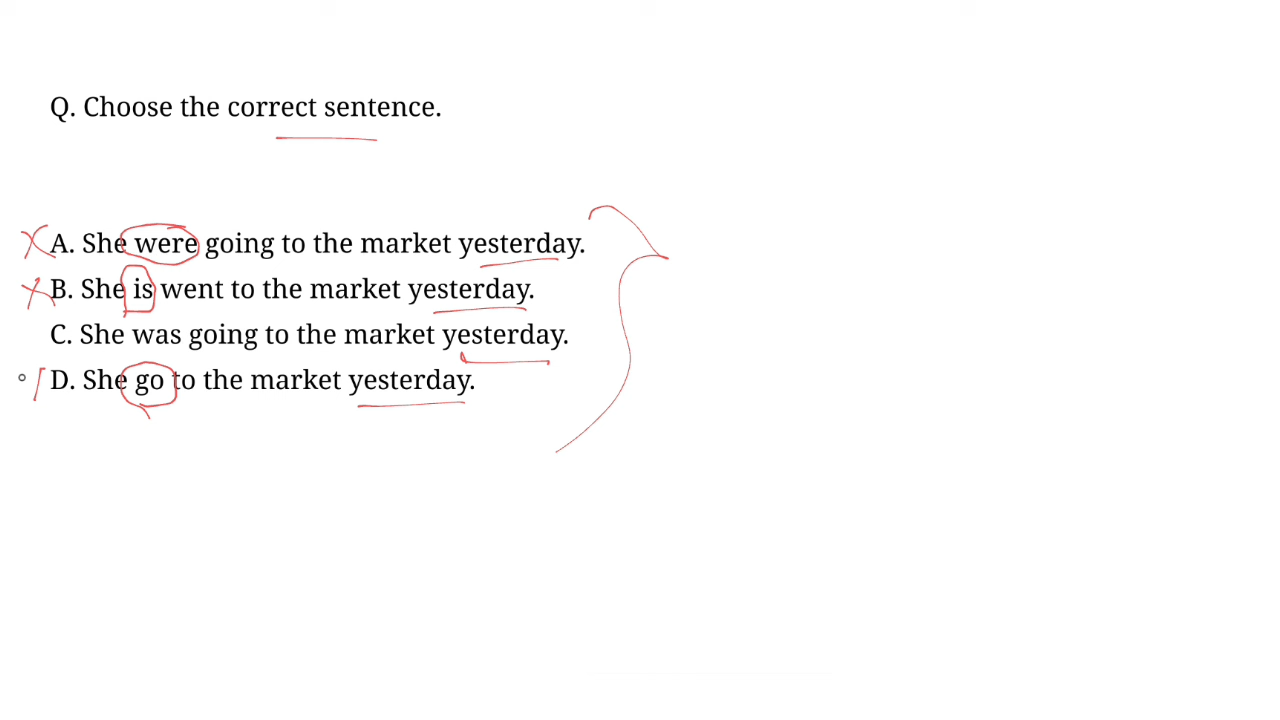 Q. Choose the correct sentence.
A. She were going to the market yesterday.
B. She is went to the market yesterday.
C. She was going to the market yesterday.
D. She go to the market yesterday.